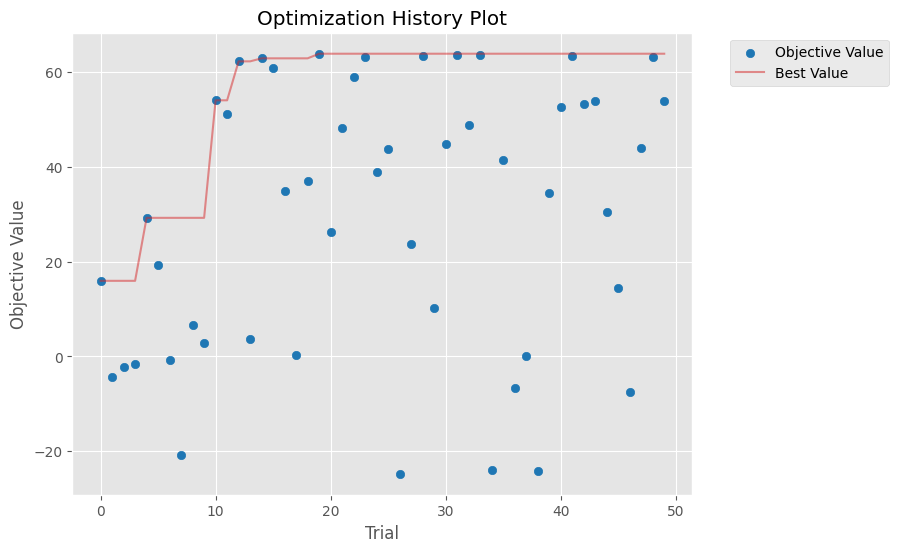 Optimization History Plot
Objective Value
Best Value
60
40
20
0
−20
Objective Value
0 10 20 30 40 50
Trial